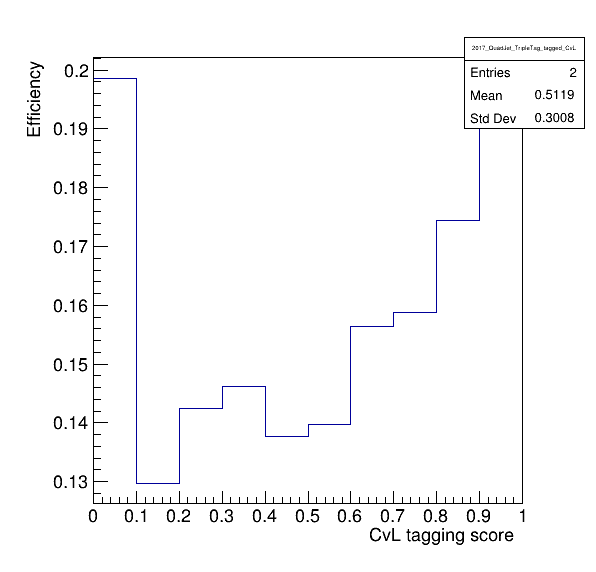 2017_QuadJet_TripleTag_tagged_CvL
Entries 2
Mean 0.5119
Std Dev 0.3008
Efficiency
0.2
0.19
0.18
0.17
0.16
0.15
0.14
0.13
0 0.1 0.2 0.3 0.4 0.5 0.6 0.7 0.8 0.9 1
CvL tagging score